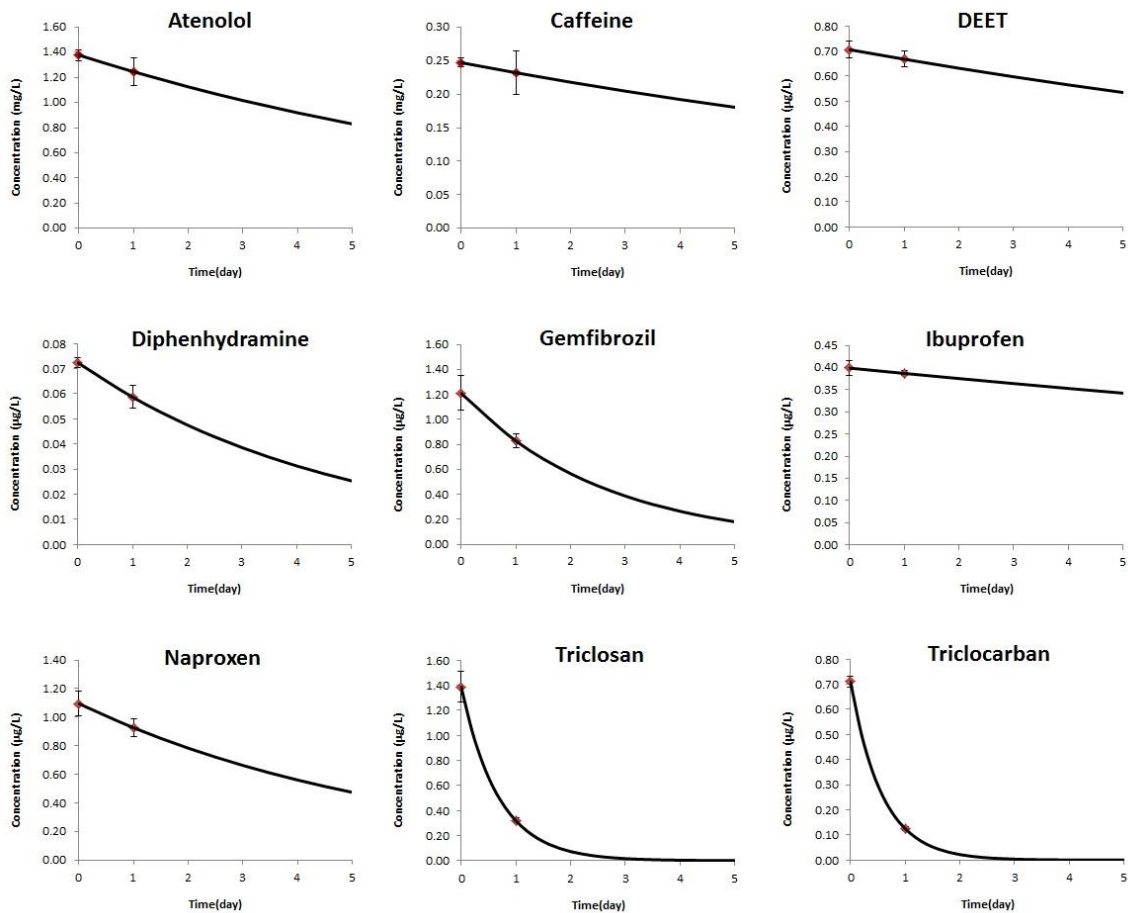 Atenolol
Concentration (mg/L)
1.60
1.40
1.20
1.00
0.80
0.60
0.40
0.20
0.00
0 1 2 3 4 5
Time(day)
Caffeine
Concentration (mg/L)
0.30
0.25
0.20
0.15
0.10
0.05
0.00
0 1 2 3 4 5
Time(day)
DEET
Concentration (µg/L)
0.80
0.70
0.60
0.50
0.40
0.30
0.20
0.10
0.00
0 1 2 3 4 5
Time(day)
Diphenhydramine
Concentration (µg/L)
0.08
0.07
0.06
0.05
0.04
0.03
0.02
0.01
0.00
0 1 2 3 4 5
Time(day)
Gemfibrozil
Concentration (µg/L)
1.60
1.40
1.20
1.00
0.80
0.60
0.40
0.20
0.00
0 1 2 3 4 5
Time(day)
Ibuprofen
Concentration (µg/L)
0.45
0.40
0.35
0.30
0.25
0.20
0.15
0.10
0.05
0.00
0 1 2 3 4 5
Time(day)
Naproxen
Concentration (µg/L)
1.40
1.20
1.00
0.80
0.60
0.40
0.20
0.00
0 1 2 3 4 5
Time(day)
Triclosan
Concentration (µg/L)
1.60
1.40
1.20
1.00
0.80
0.60
0.40
0.20
0.00
0 1 2 3 4 5
Time(day)
Triclocarban
Concentration (µg/L)
0.80
0.70
0.60
0.50
0.40
0.30
0.20
0.10
0.00
0 1 2 3 4 5
Time(day)